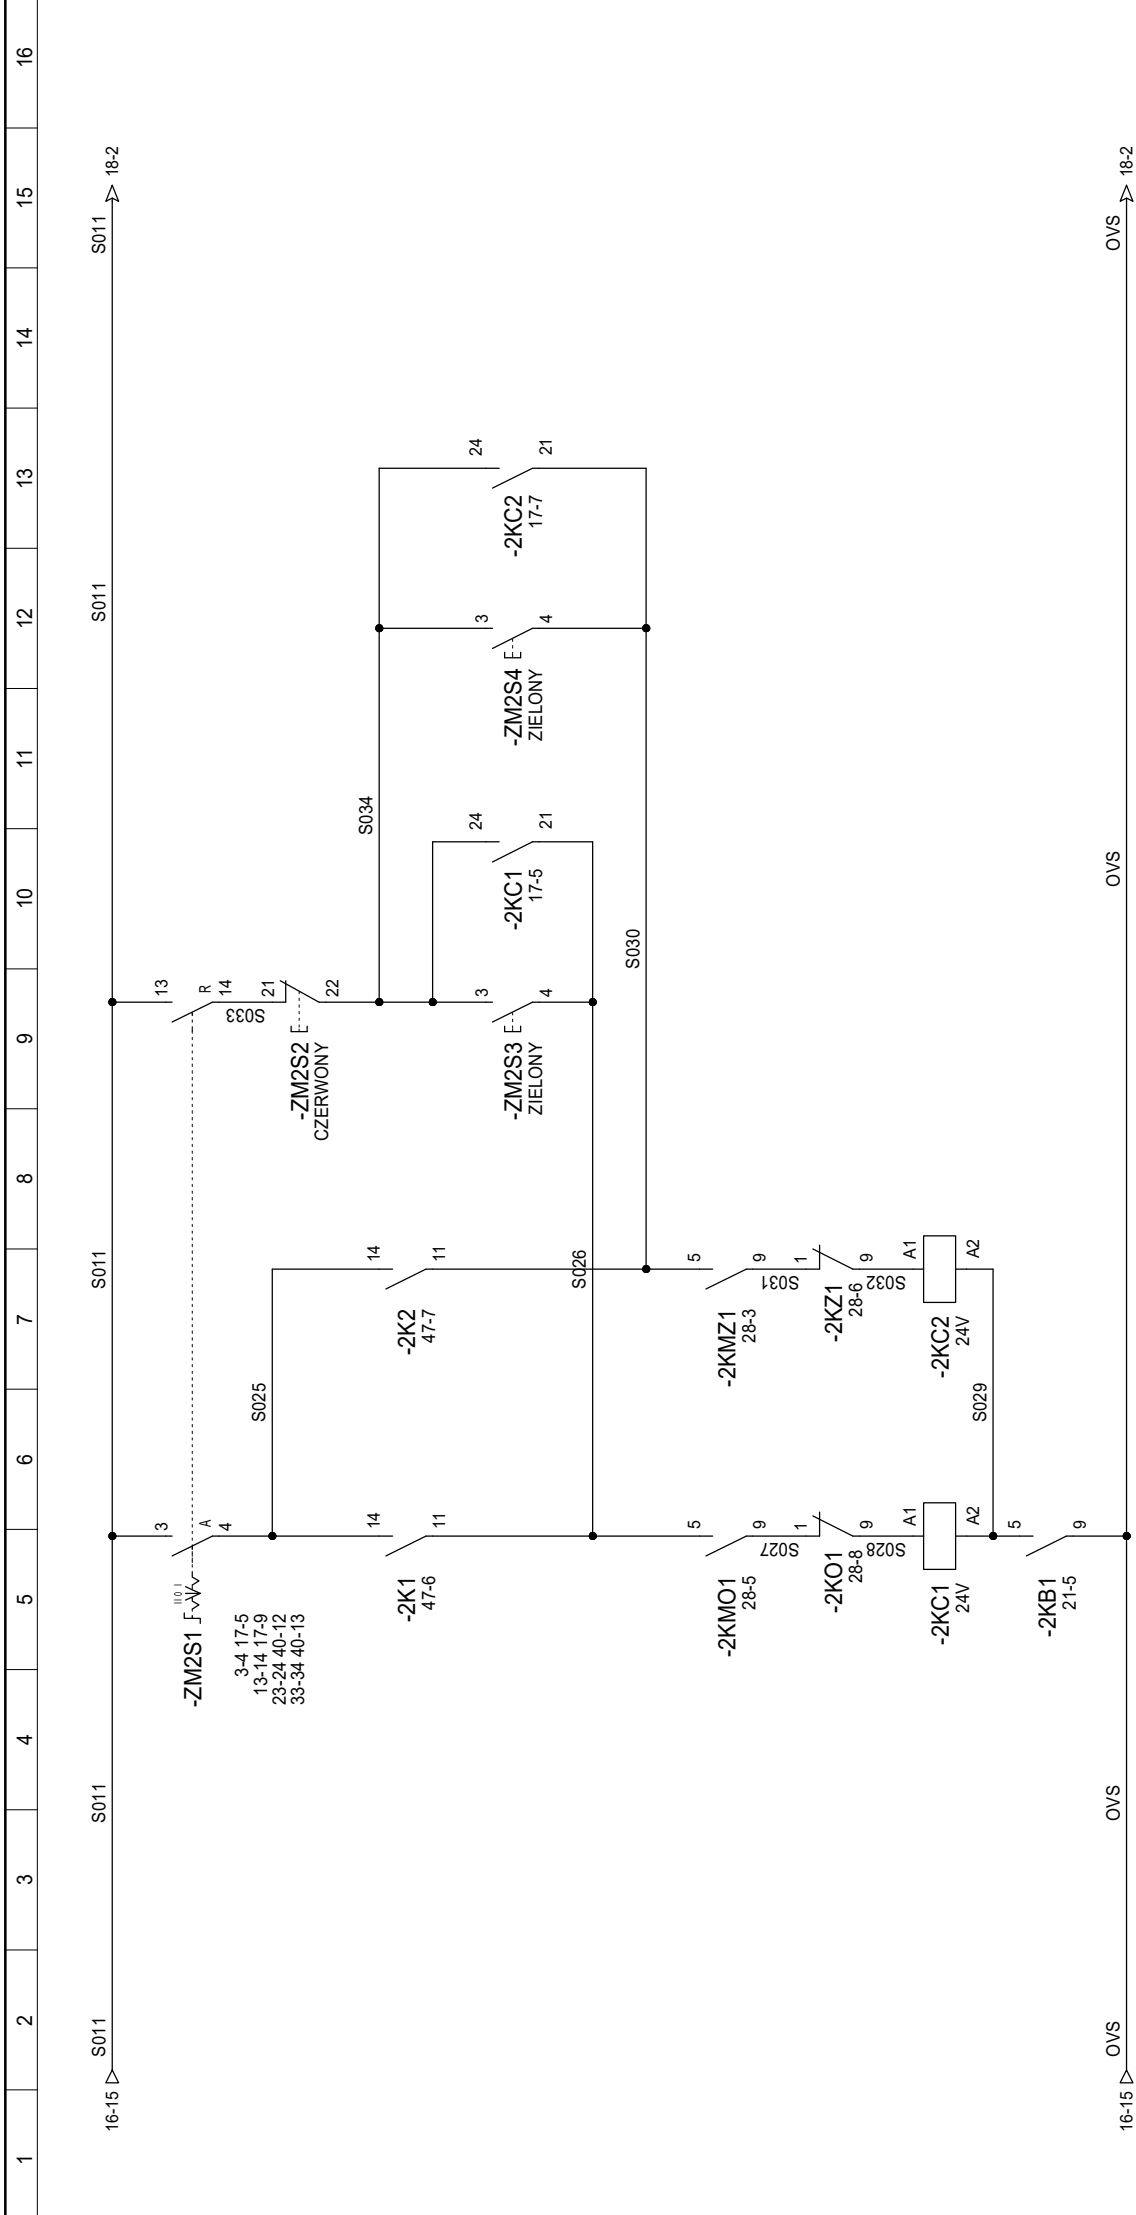 1
2
3
4
5
6
7
8
9
10
11
12
13
14
15
16
16-15
S011
S011
S011
S011
S011
18-2
-ZM2S1
II 0 I
3
A
4
3-4 17-5
13-14 17-9
23-24 40-12
33-34 40-13
13
R
14
S033
21
22
-ZM2S2
CZERWONY
S025
S034
14
11
-2K1
47-6
14
11
-2K2
47-7
3
4
-ZM2S3
ZIELONY
24
21
-2KC1
17-5
3
4
-ZM2S4
ZIELONY
24
21
-2KC2
17-7
S026
S030
5
9
-2KMO1
28-5
S027
1
9
-2KO1
28-8
S028
A1
A2
-2KC1
24V
5
9
-2KMZ1
28-3
S031
1
9
-2KZ1
28-6
S032
A1
A2
-2KC2
24V
S029
5
9
-2KB1
21-5
16-15
OVS
OVS
OVS
OVS
18-2